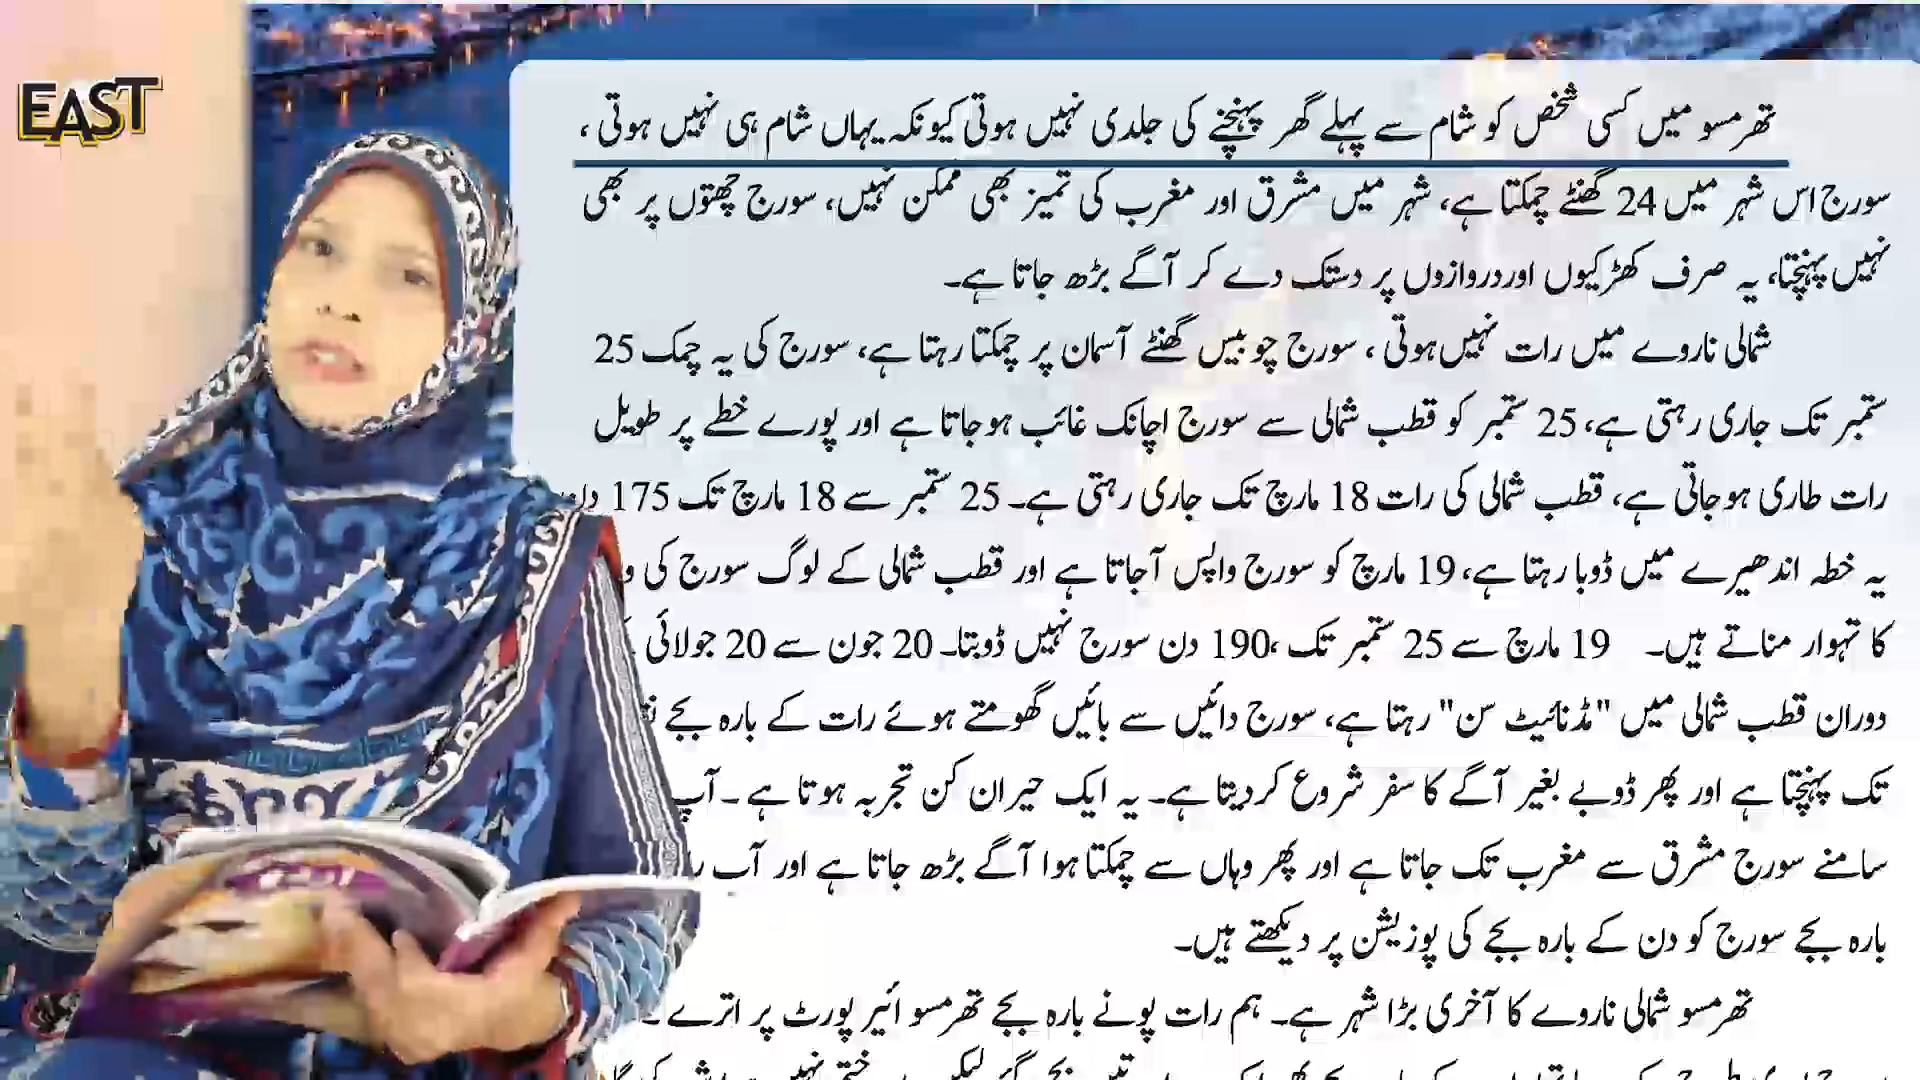 EAST
تھرمسو میں کسی شخص کو شام سے پہلے گھر پہنچنے کی جلدی نہیں ہوتی کیونکہ یہاں شام ہی نہیں ہوتی ،
سورج اس شہر میں 24 گھنٹے چمکتا ہے، شہر میں مشرق اور مغرب کی تمیز بھی ممکن نہیں، سورج چھتوں پر بھی
نہیں پہنچتا، یہ صرف کھڑکیوں اور دروازوں پر دستک دے کر آگے بڑھ جاتا ہے۔
شمالی ناروے میں رات نہیں ہوتی ، سورج چوبیس گھنٹے آسمان پر چمکتا رہتا ہے، سورج کی یہ چمک 25
ستمبر تک جاری رہتی ہے، 25 ستمبر کو قطب شمالی سے سورج اچانک غائب ہوجاتا ہے اور پورے خطے پر طویل
رات طاری ہوجاتی ہے، قطب شمالی کی رات 18 مارچ تک جاری رہتی ہے۔ 25 ستمبر سے 18 مارچ تک 175
یہ خطہ اندھیرے میں ڈوبا رہتا ہے، 19 مارچ کو سورج واپس آجاتا ہے اور قطب شمالی کے لوگ سورج کی
کا تہوار مناتے ہیں۔ 19 مارچ سے 25 ستمبر تک ،190 دن سورج نہیں ڈوبتا۔ 20 جون سے 20 جولائی
دوران قطب شمالی میں "مڈنائیٹ سن" رہتا ہے، سورج دائیں سے بائیں گھومتے ہوئے رات کے بارہ بجے
تک پہنچتا ہے اور پھر ڈوبے بغیر آگے کا سفر شروع کردیتا ہے۔ یہ ایک حیران کن تجربہ ہوتا ہے ۔ آپ
سامنے سورج مشرق سے مغرب تک جاتا ہے اور پھر وہاں سے چمکتا ہوا آگے بڑھ جاتا ہے اور آپ
بارہ بجے سورج کو دن کے بارہ بجے کی پوزیشن پر دیکھتے ہیں۔
تھرمسو شمالی ناروے کا آخری بڑا شہر ہے۔ ہم رات پونے بارہ بجے تھرمسو ائیر پورٹ پر اترے ۔